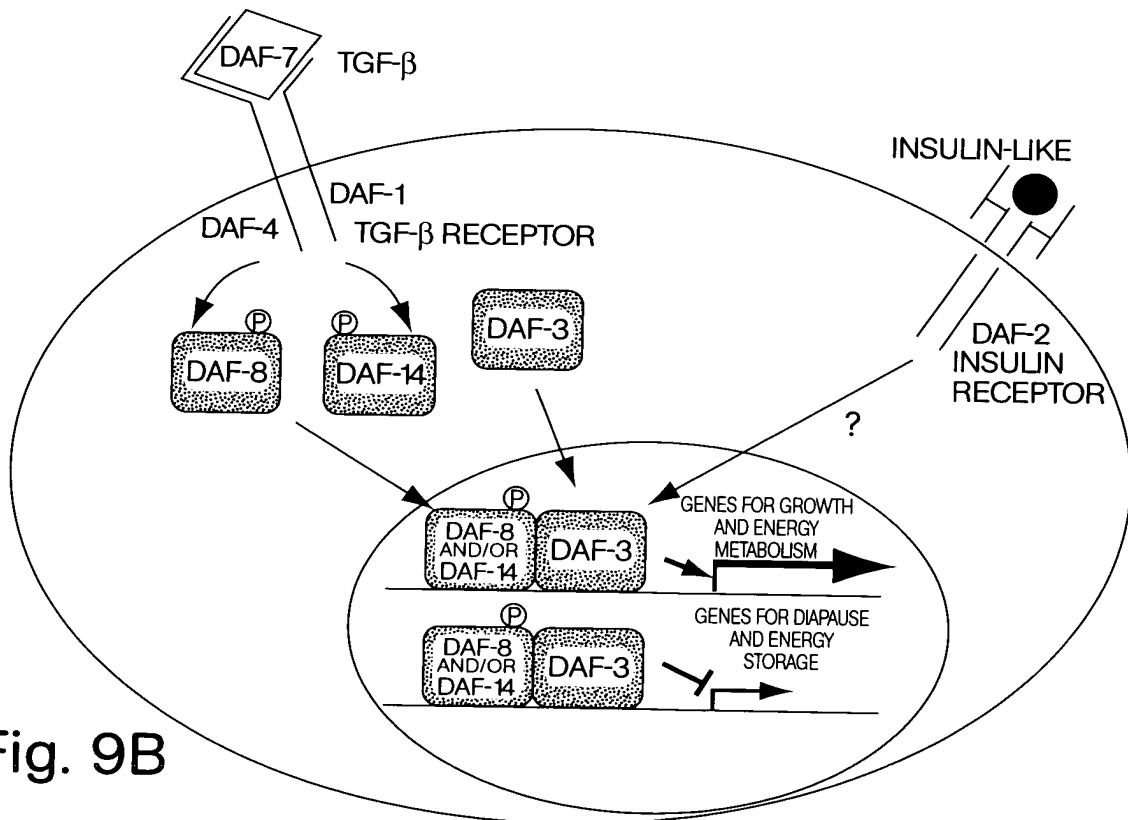 DAF-7
TGF-β
INSULIN-LIKE
DAF-1
DAF-4
TGF-β RECEPTOR
P
P
DAF-8
DAF-14
DAF-3
DAF-2
INSULIN
RECEPTOR
?
P
DAF-8
AND/OR
DAF-14
DAF-3
GENES FOR GROWTH
AND ENERGY
METABOLISM
P
DAF-8
AND/OR
DAF-14
DAF-3
GENES FOR DIAPAUSE
AND ENERGY
STORAGE
Fig. 9B